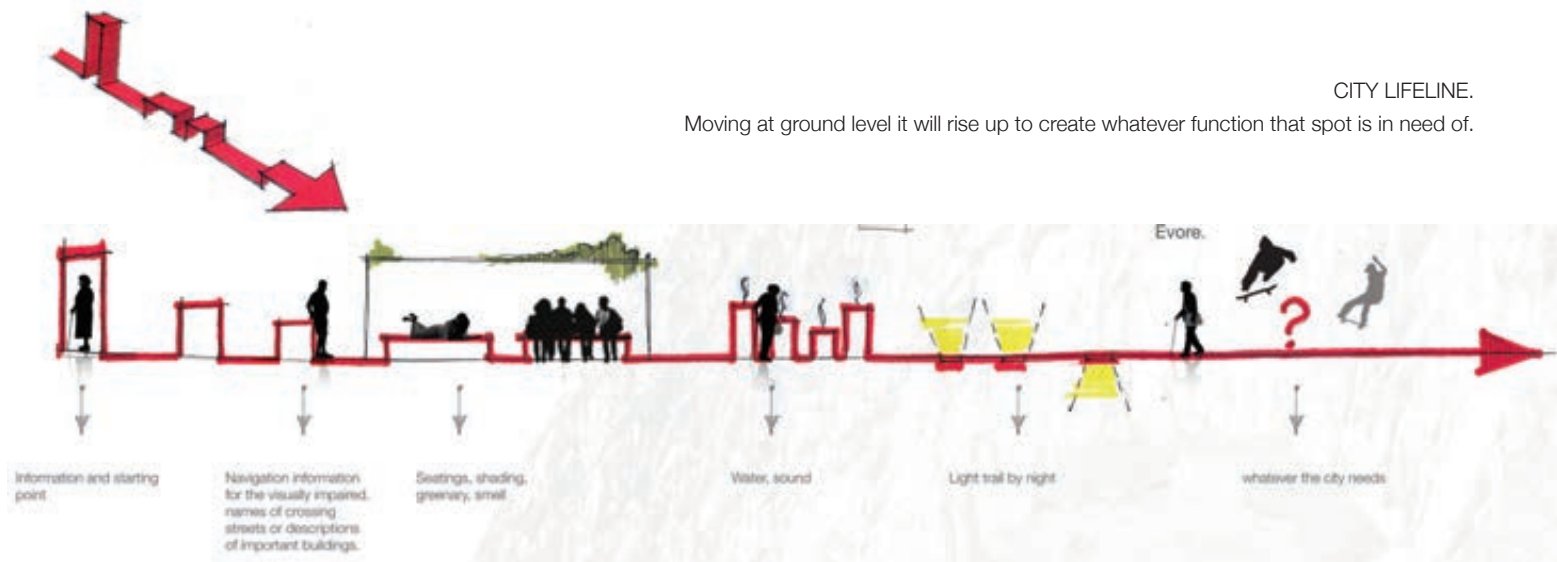 CITY LIFELINE.
Moving at ground level it will rise up to create whatever function that spot is in need of.
Evore.
?
Information and starting
point
Navigation information
for the visually impaired,
names of crossing
streets or descriptions
of important buildings.
Seatings, shading,
greenary, smell
Water, sound
Light trail by night
whatever the city needs